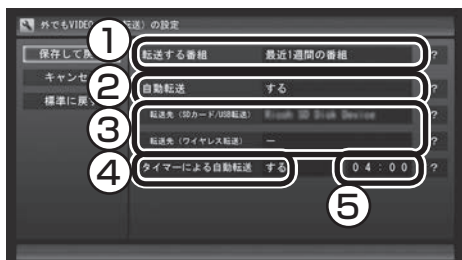 外でもVIDEO 送）の設定
①
保存して戻 転送する番組 最近1週間の番組 ?
キャンセ
② 自動転送 する ?
標準に戻
③ 転送先（SDカード/USB転送） ?
転送先（ワイヤレス転送） － ?
④ タイマーによる自動転送 する 04:00 ?
⑤